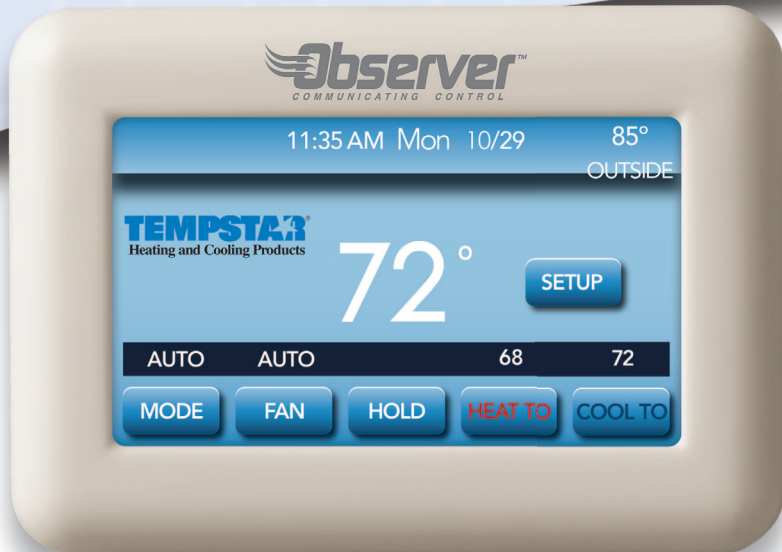 Observer™
COMMUNICATING CONTROL
11:35 AM Mon 10/29 85°
OUTSIDE
TEMPSTAR®
Heating and Cooling Products
72°
SETUP
AUTO AUTO 68 72
MODE FAN HOLD HEAT TO COOL TO